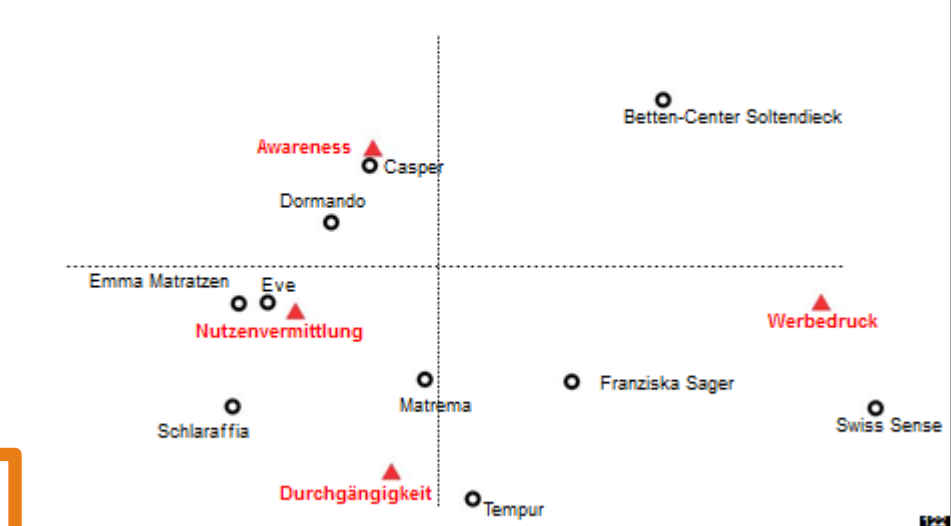 Betten-Center Soltendieck
Awareness
Casper
Dormando
Emma Matratzen
Eve
Nutzenvermittlung
Werbedruck
Matrema
Franziska Sager
Schlaraffia
Swiss Sense
Durchgängigkeit
Tempur